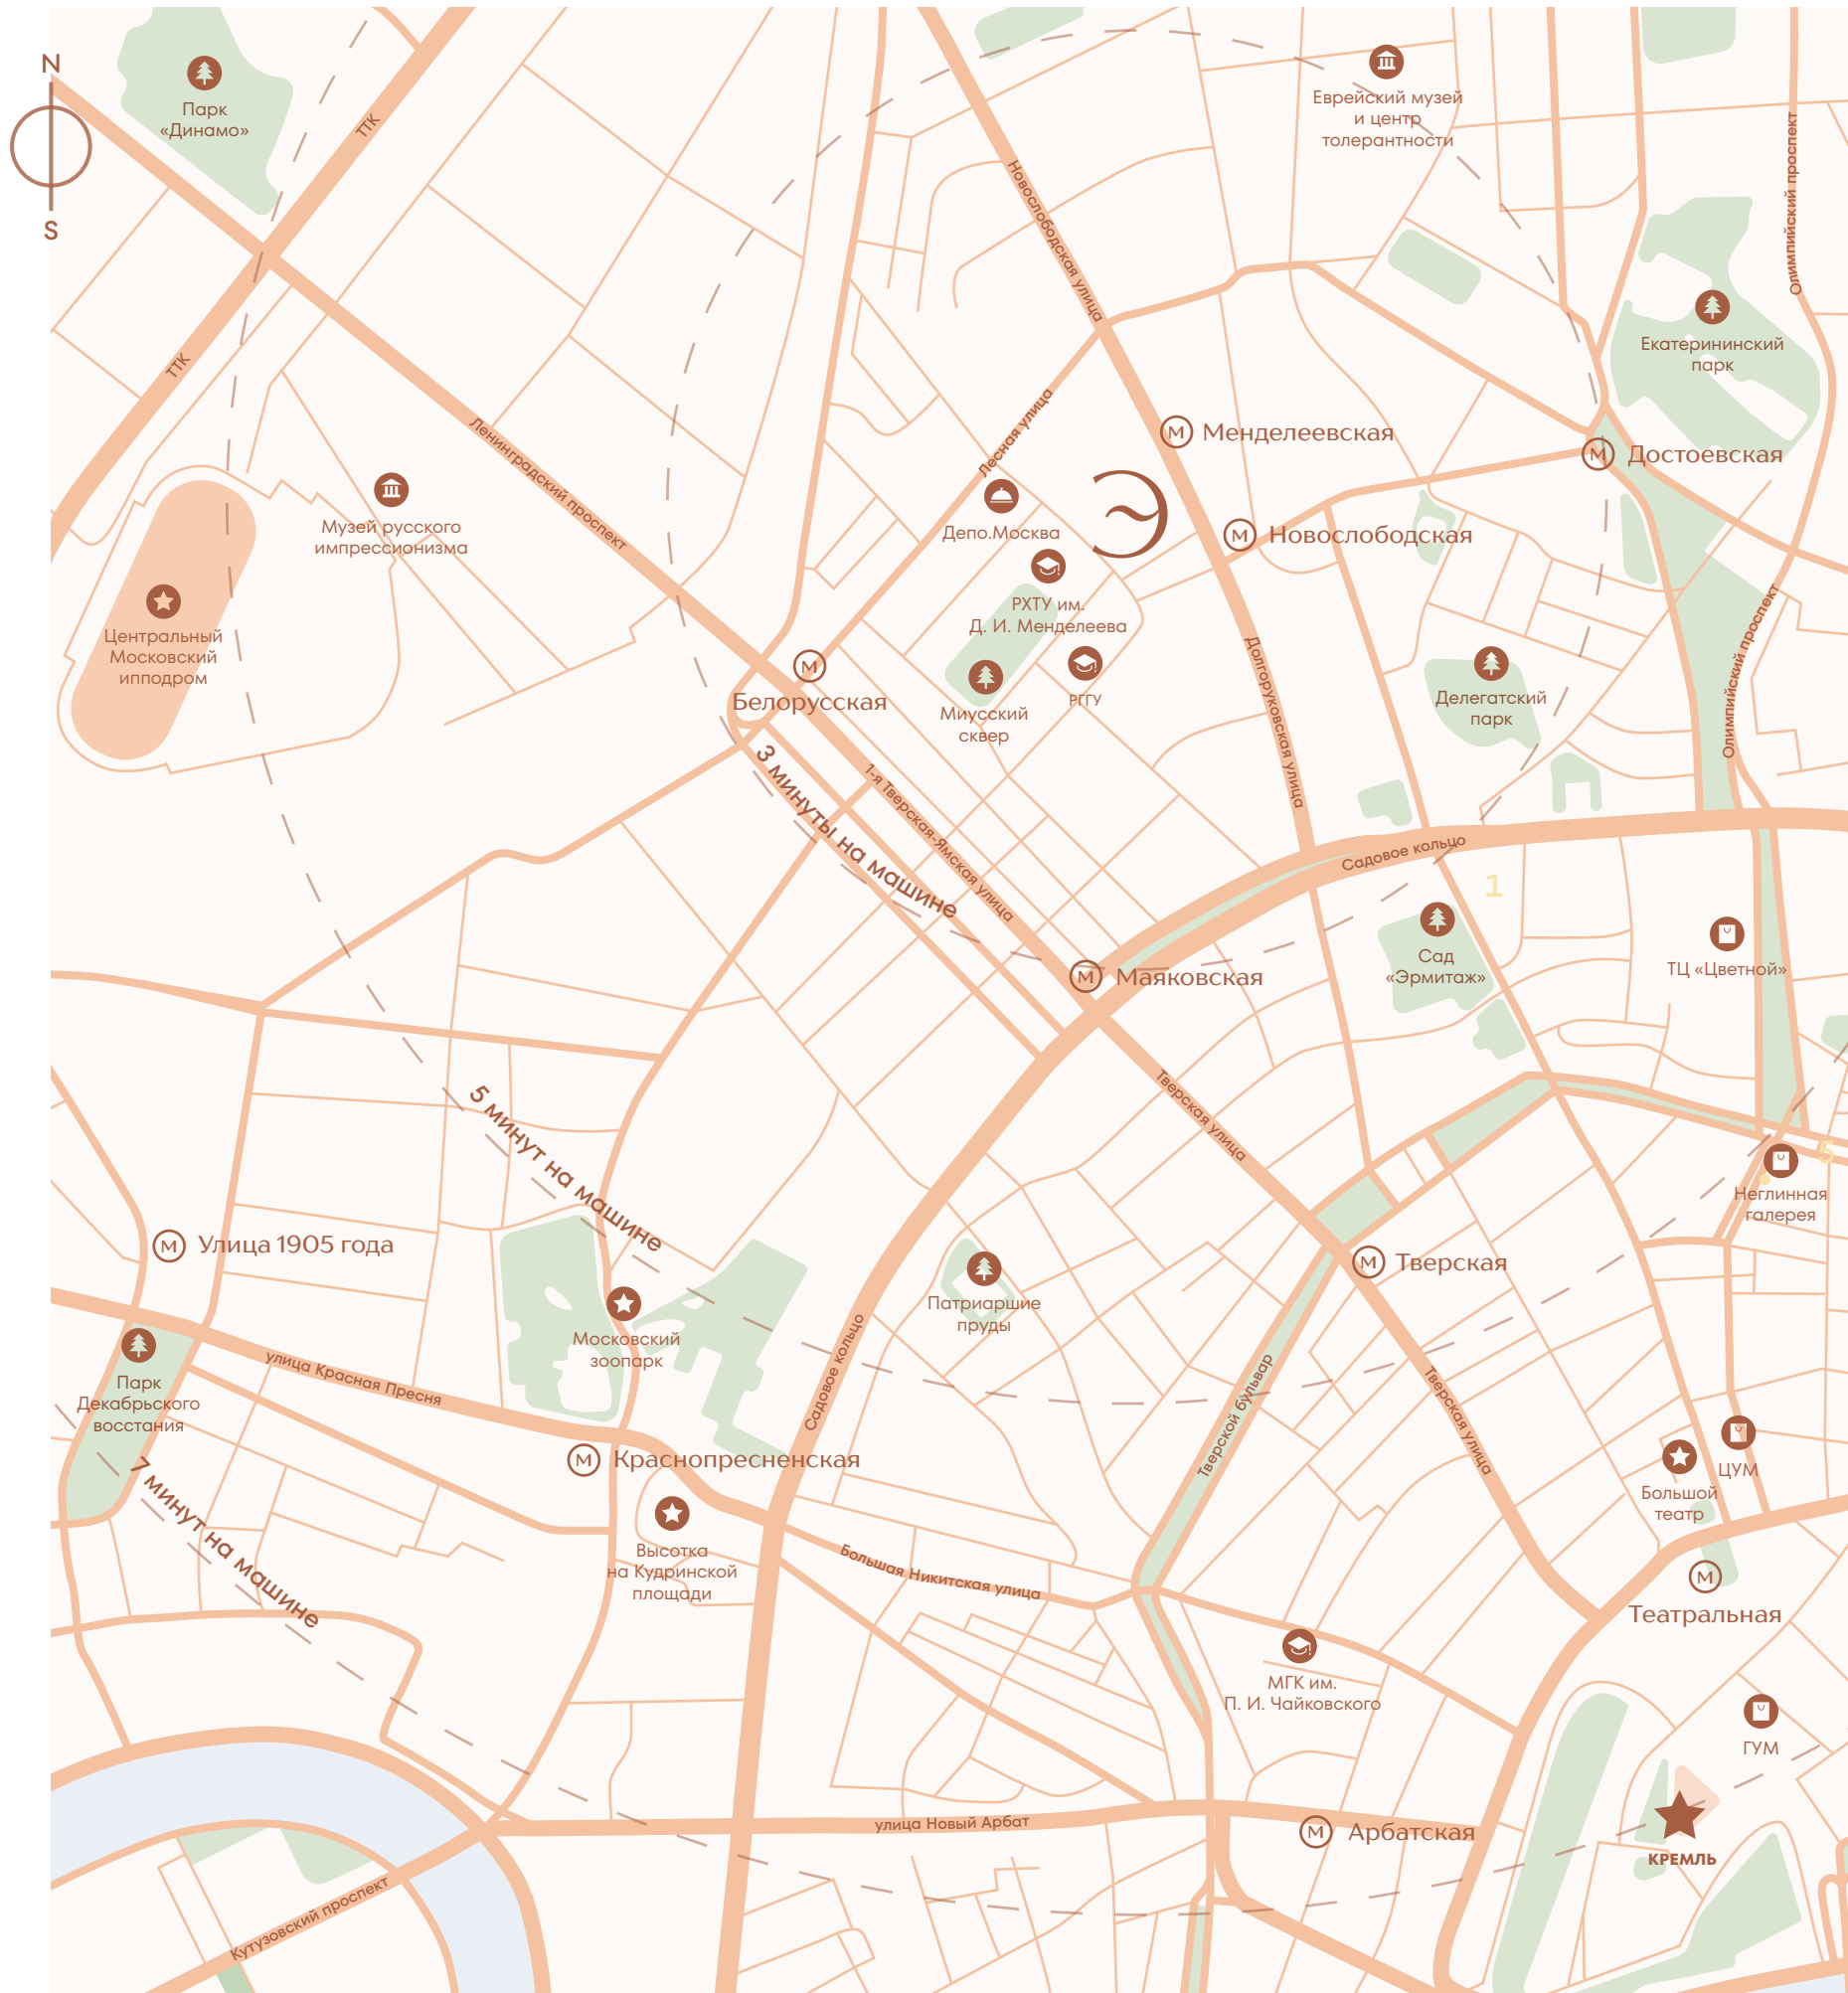 N
S
Парк
«Динамо»
ТТК
ТТК
Еврейский музей
и центр
толерантности
Новослободская улица
Олимпийский проспект
Екатерининский
парк
Ленинградский проспект
Лесная улица
М Менделеевская
М Достоевская
Музей русского
импрессионизма
Депо.Москва
М Новослободская
РХТУ им.
Д. И. Менделеева
Центральный
Московский
ипподром
М
Белорусская
Миусский
сквер
РГГУ
Долгоруковская улица
Делегатский
парк
Олимпийский проспект
3 минуты на машине
1-я Тверская-Ямская улица
Садовое кольцо
1
Сад
«Эрмитаж»
ТЦ «Цветной»
М Маяковская
5 минут на машине
Тверская улица
5
Неглинная
галерея
М Улица 1905 года
М Тверская
Патриаршие
пруды
Московский
зоопарк
Садовое кольцо
улица Красная Пресня
Парк
Декабрьского
восстания
Тверской бульвар
Тверская улица
М Краснопресненская
ЦУМ
Большой
театр
7 минут на машине
Высотка
на Кудринской
площади
Большая Никитская улица
М
Театральная
МГК им.
П. И. Чайковского
ГУМ
улица Новый Арбат
М Арбатская
КРЕМЛЬ
Кутузовский проспект